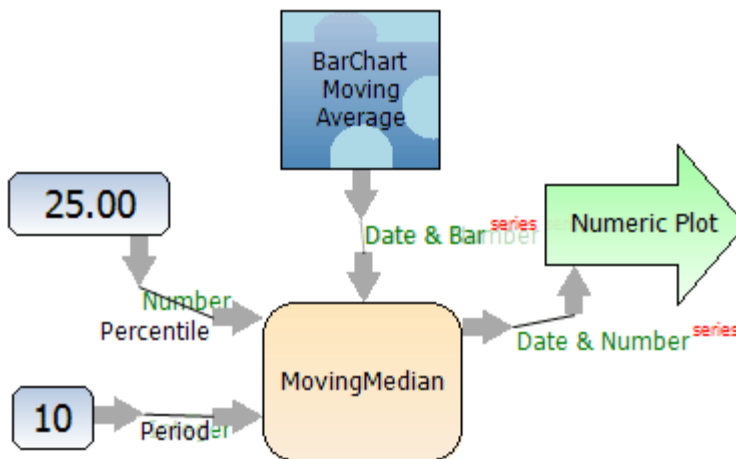 BarChart
Moving
Average
25.00
Date & Bar series
Numeric Plot
Number
Percentile
Date & Number series
MovingMedian
10
Period